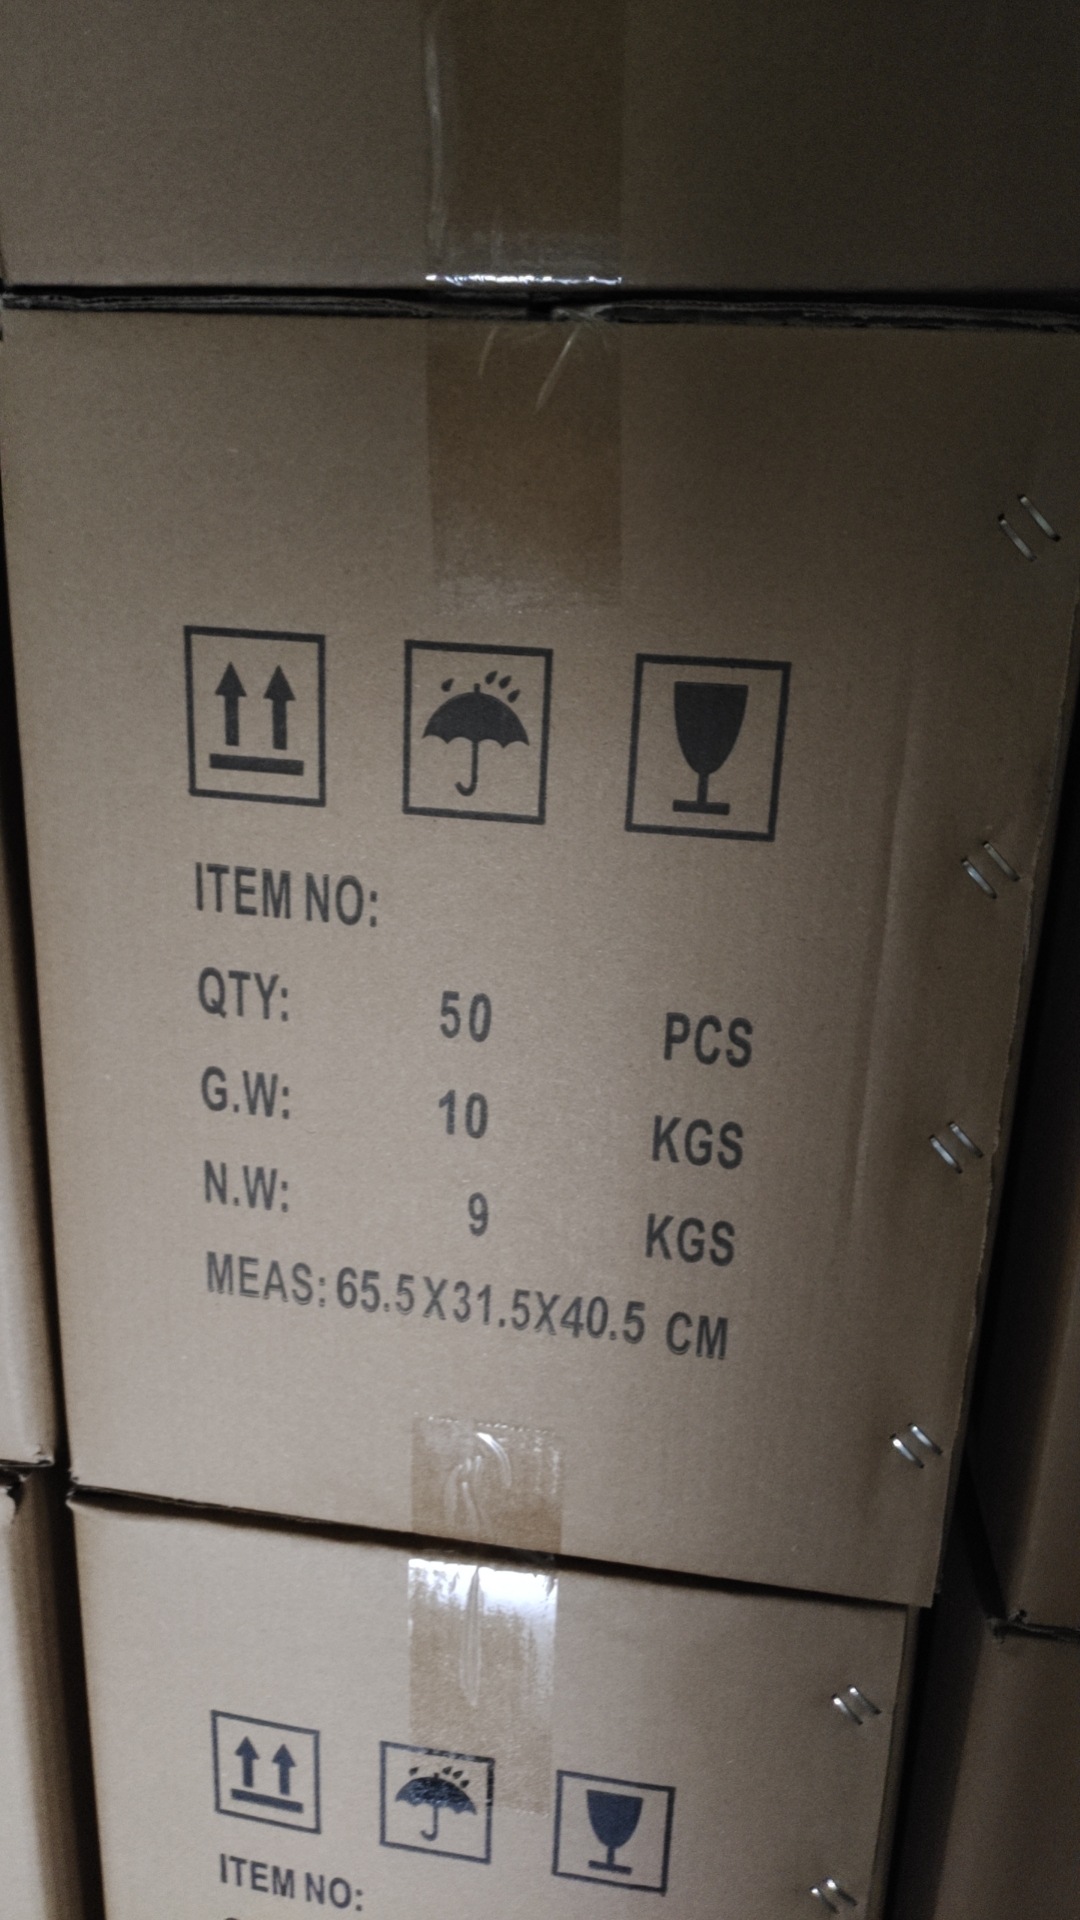 ITEM NO:
QTY: 50 PCS
G.W: 10 KGS
N.W: 9 KGS
MEAS: 65.5X31.5X40.5 CM
ITEM NO: